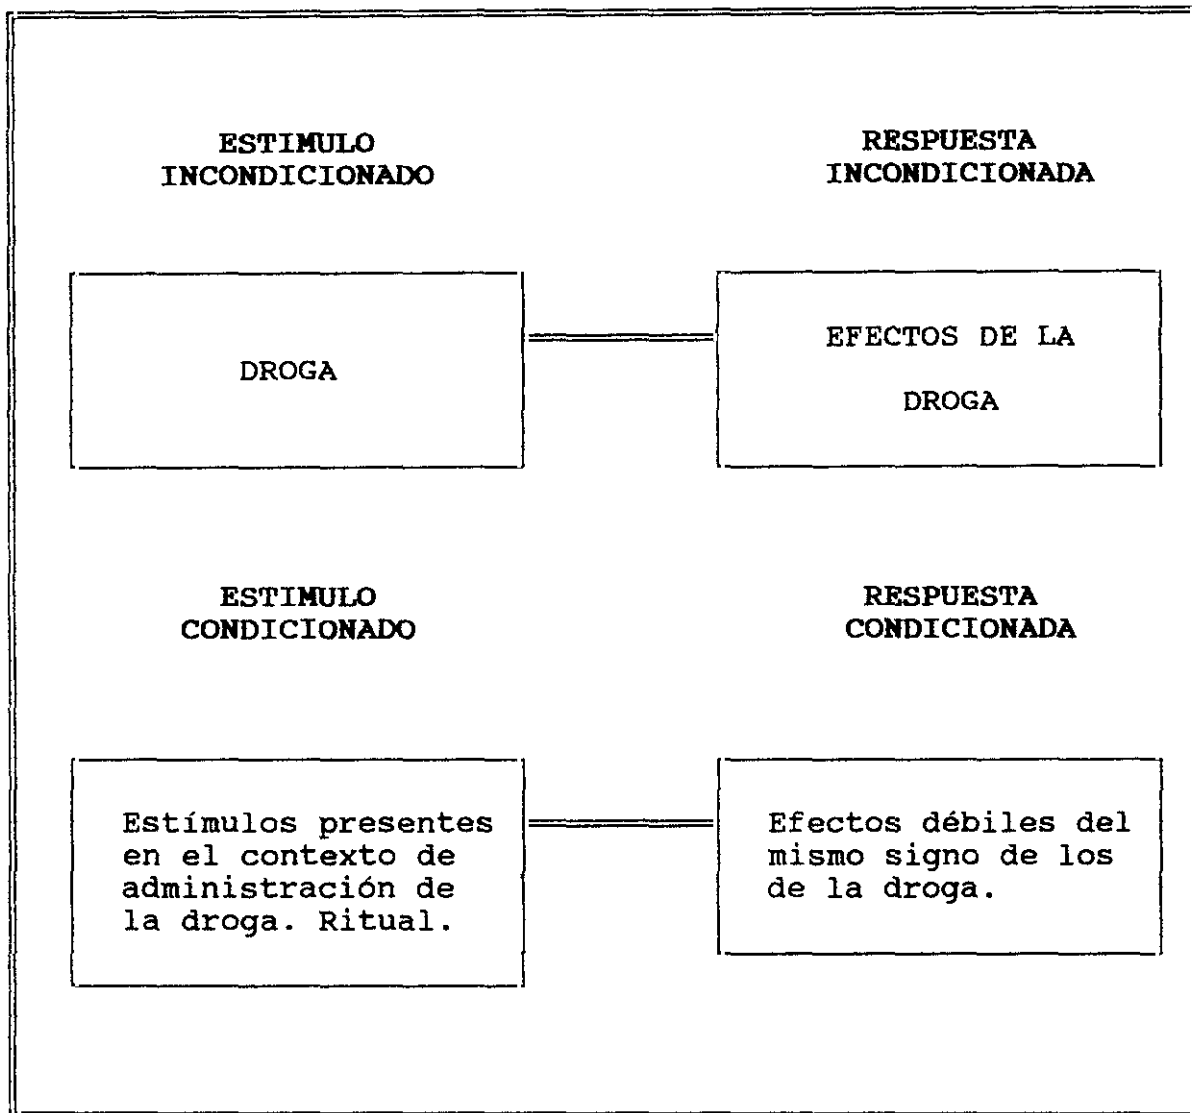 ESTIMULO
INCONDICIONADO
RESPUESTA
INCONDICIONADA
DROGA
EFECTOS DE LA
DROGA
ESTIMULO
CONDICIONADO
RESPUESTA
CONDICIONADA
Estímulos presentes
en el contexto de
administración de
la droga. Ritual.
Efectos débiles del
mismo signo de los
de la droga.